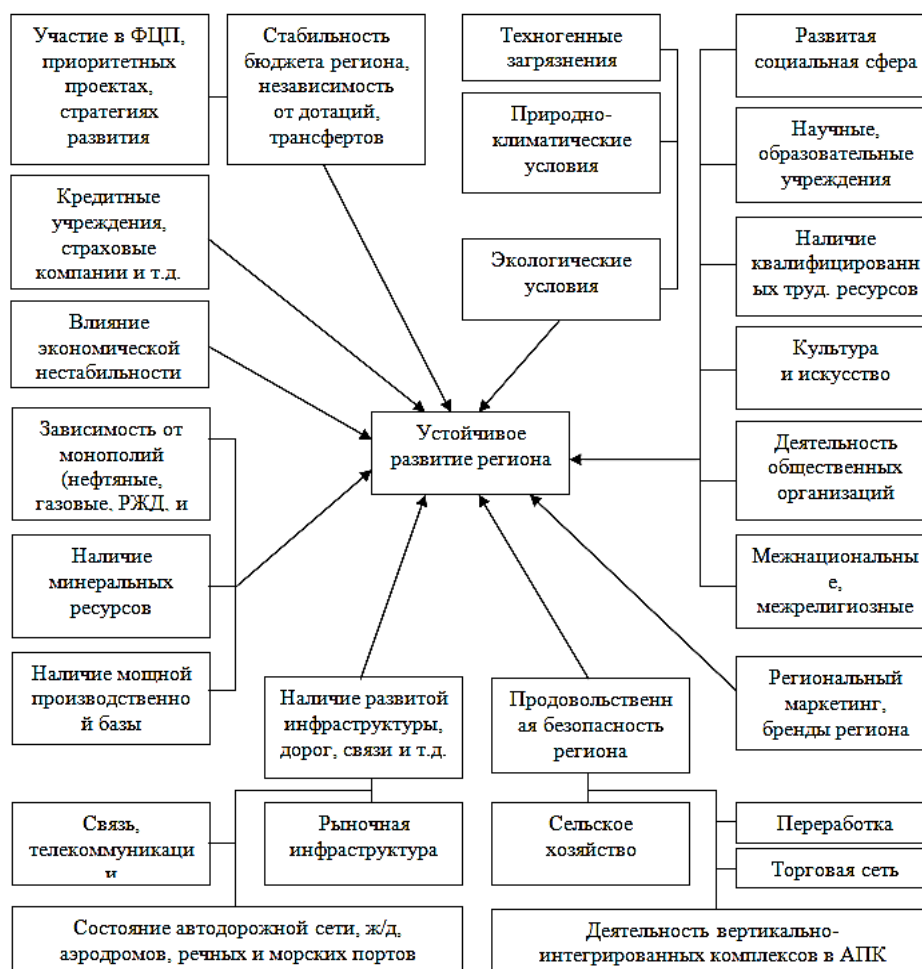 Участие в ФЦП,
приоритетных
проектах,
стратегиях
развития
Стабильность
бюджета региона,
независимость
от дотаций,
трансфертов
Техногенные
загрязнения
Развитая
социальная сфера
Природно-
климатические
условия
Научные,
образовательные
учреждения
Кредитные
учреждения,
страховые
компании и т.д.
Экологические
условия
Наличие
квалифицирован
ных труд. ресурсов
Влияние
экономической
нестабильности
Культура
и искусство
Зависимость от
монополий
(нефтяные,
газовые, РЖД, и
Устойчивое
развитие региона
Деятельность
общественных
организаций
Наличие
минеральных
ресурсов
Межнациональны
е,
межрелигиозные
Наличие мощной
производственно
й базы
Наличие развитой
инфраструктуры,
дорог, связи и т.д.
Продовольствен
ная безопасность
региона
Региональный
маркетинг,
бренды региона
Связь,
телекоммуникаци
и
Рыночная
инфраструктура
Сельское
хозяйство
Переработка
Торговая сеть
Состояние автодорожной сети, ж/д,
аэродромов, речных и морских портов
Деятельность вертикально-
интегрированных комплексов в АПК